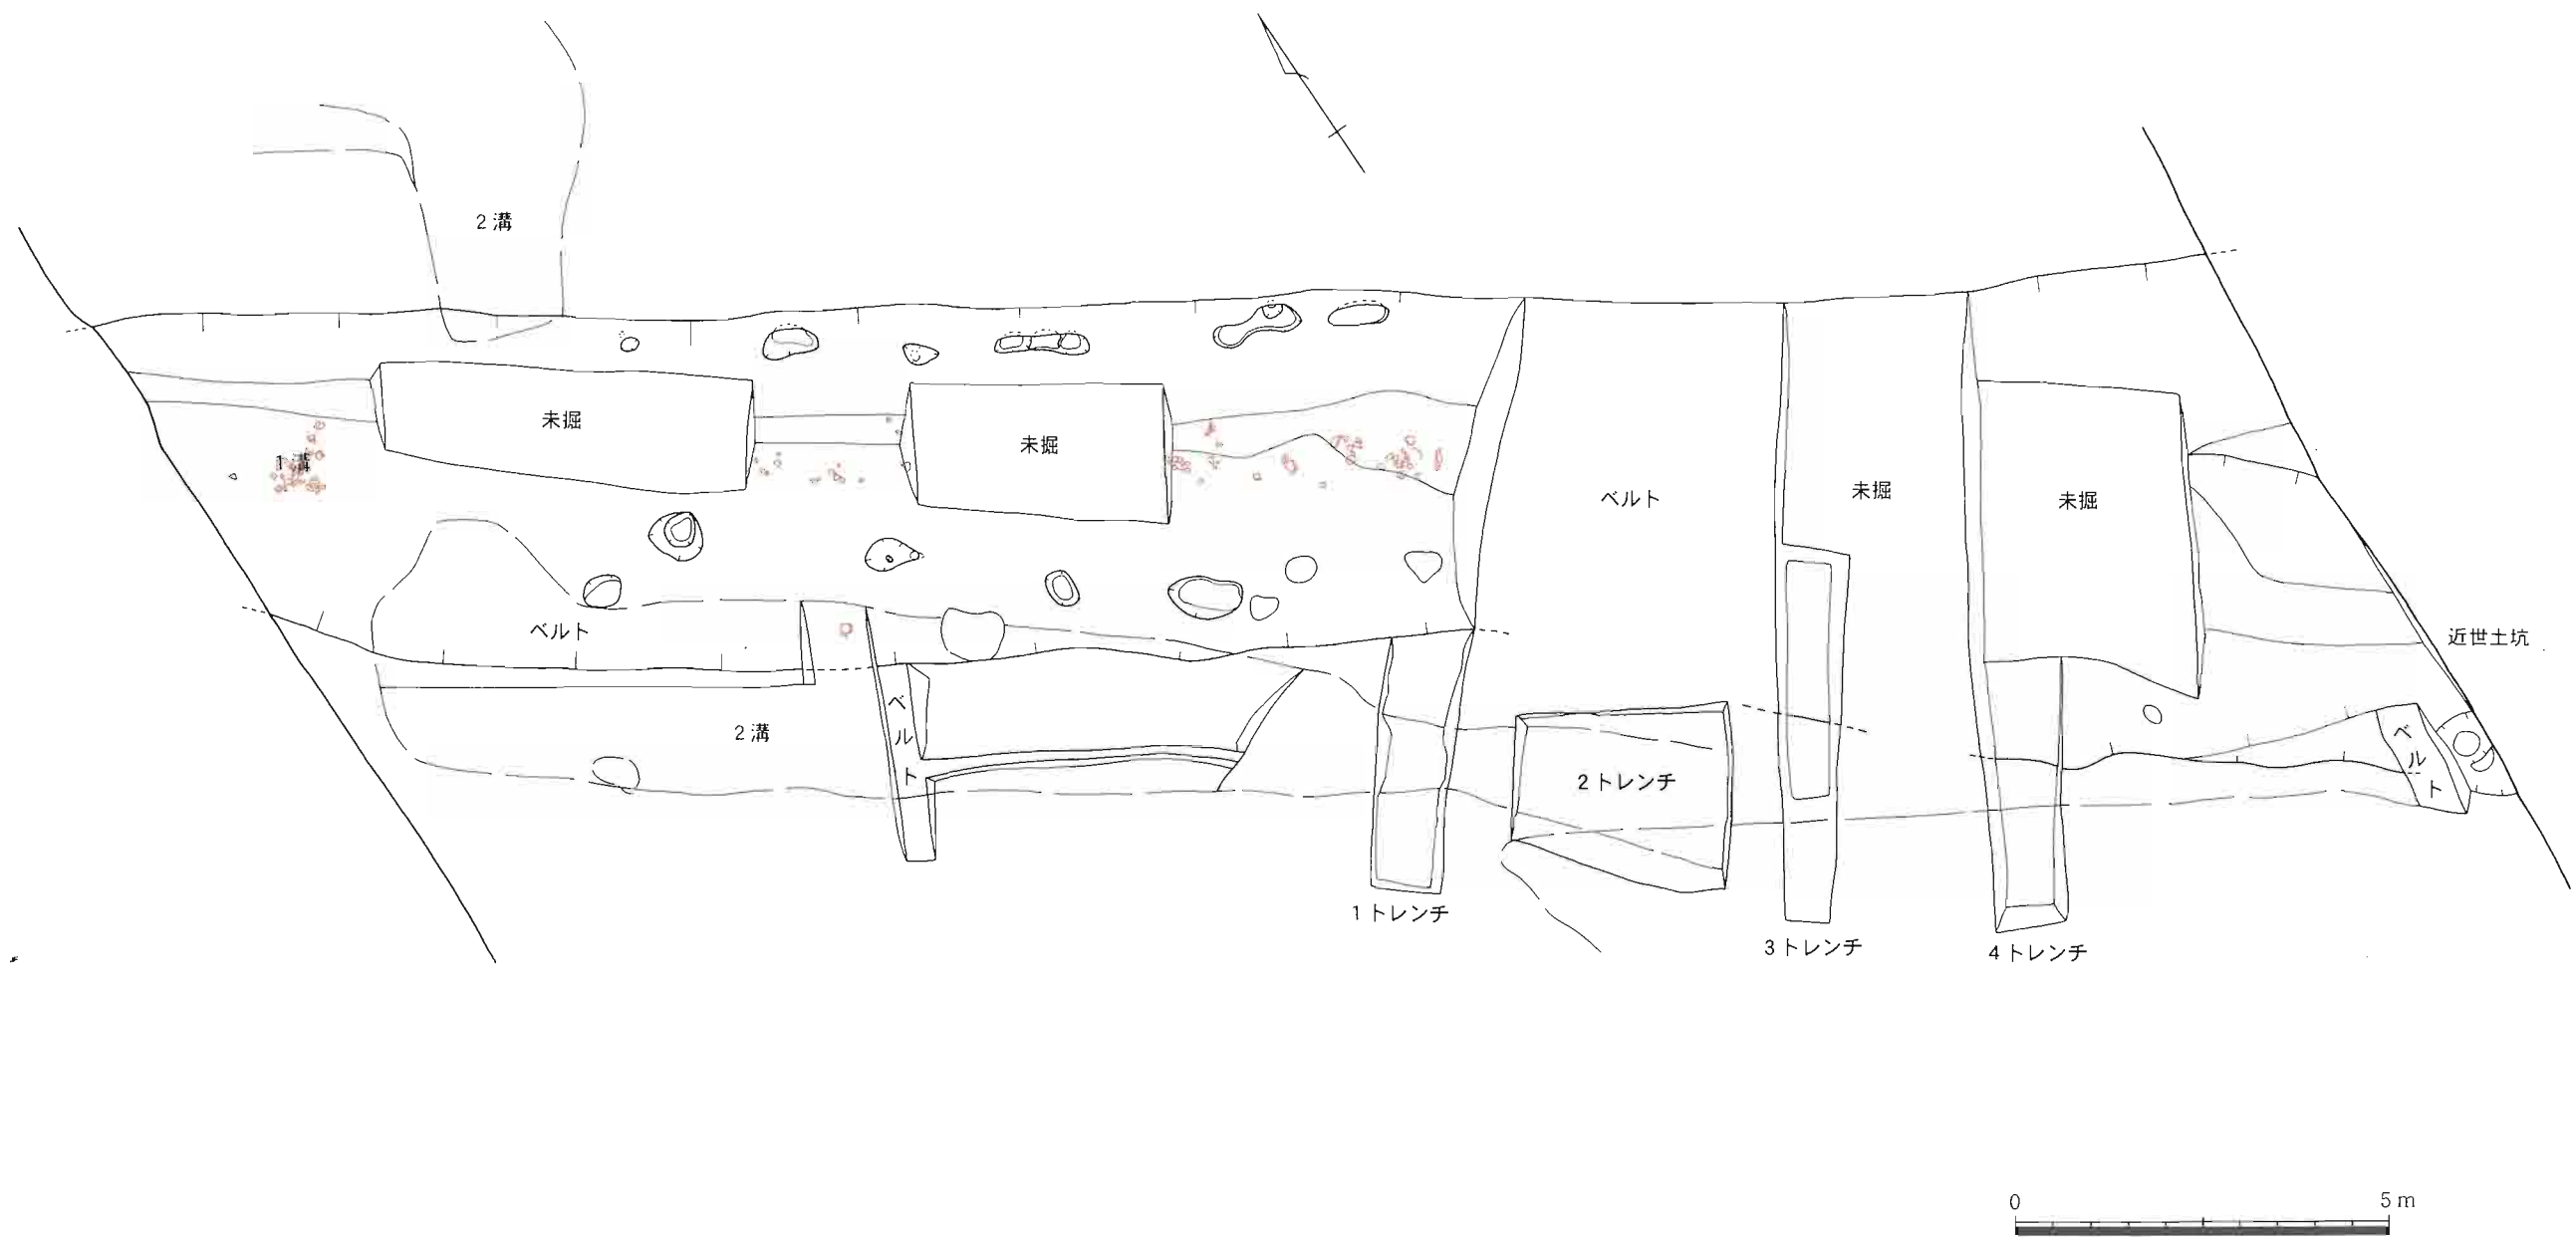 2溝
未掘
未掘
1溝
ベルト
未掘
未掘
ベルト
近世土坑
2溝
ベルト
ベルト
2トレンチ
1トレンチ
3トレンチ
4トレンチ
0 5m